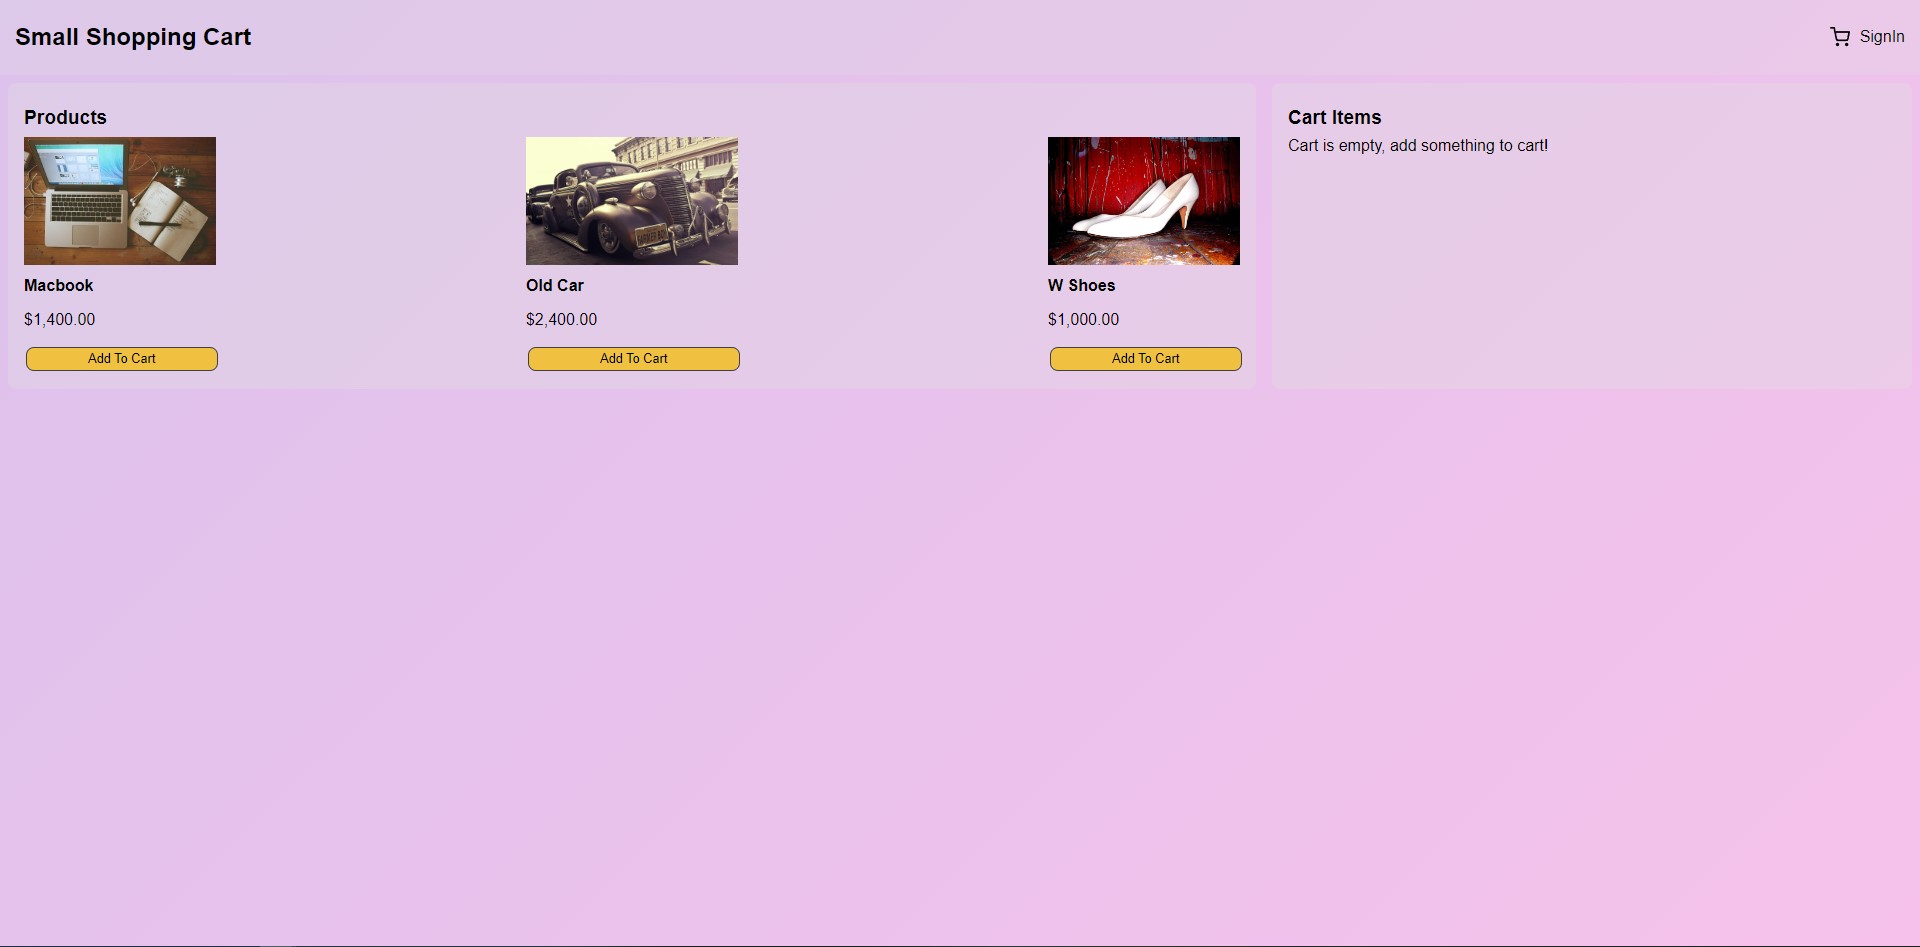 Small Shopping Cart
SignIn
Products
Macbook
$1,400.00
Add To Cart
Old Car
$2,400.00
Add To Cart
W Shoes
$1,000.00
Add To Cart
Cart Items
Cart is empty, add something to cart!